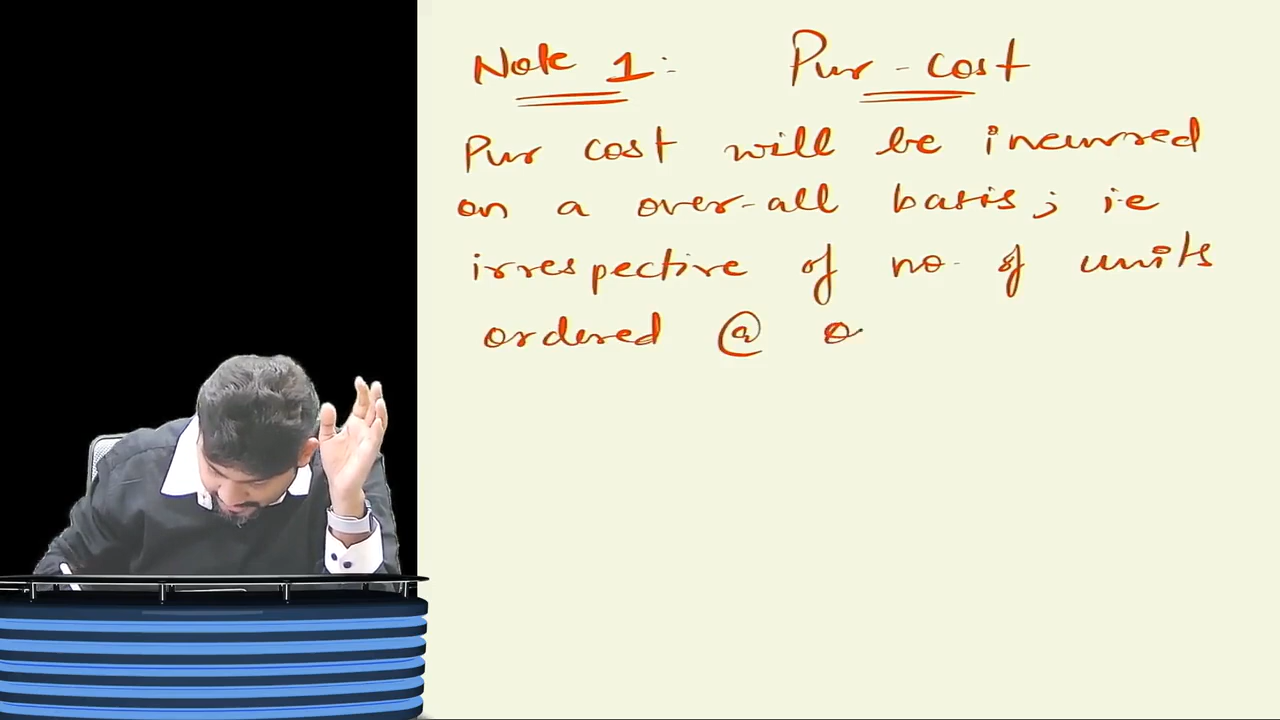 Note 1:- Pur-cost
Pur cost will be incurred
on a over-all basis; i.e
irrespective of no. of units
ordered @ o